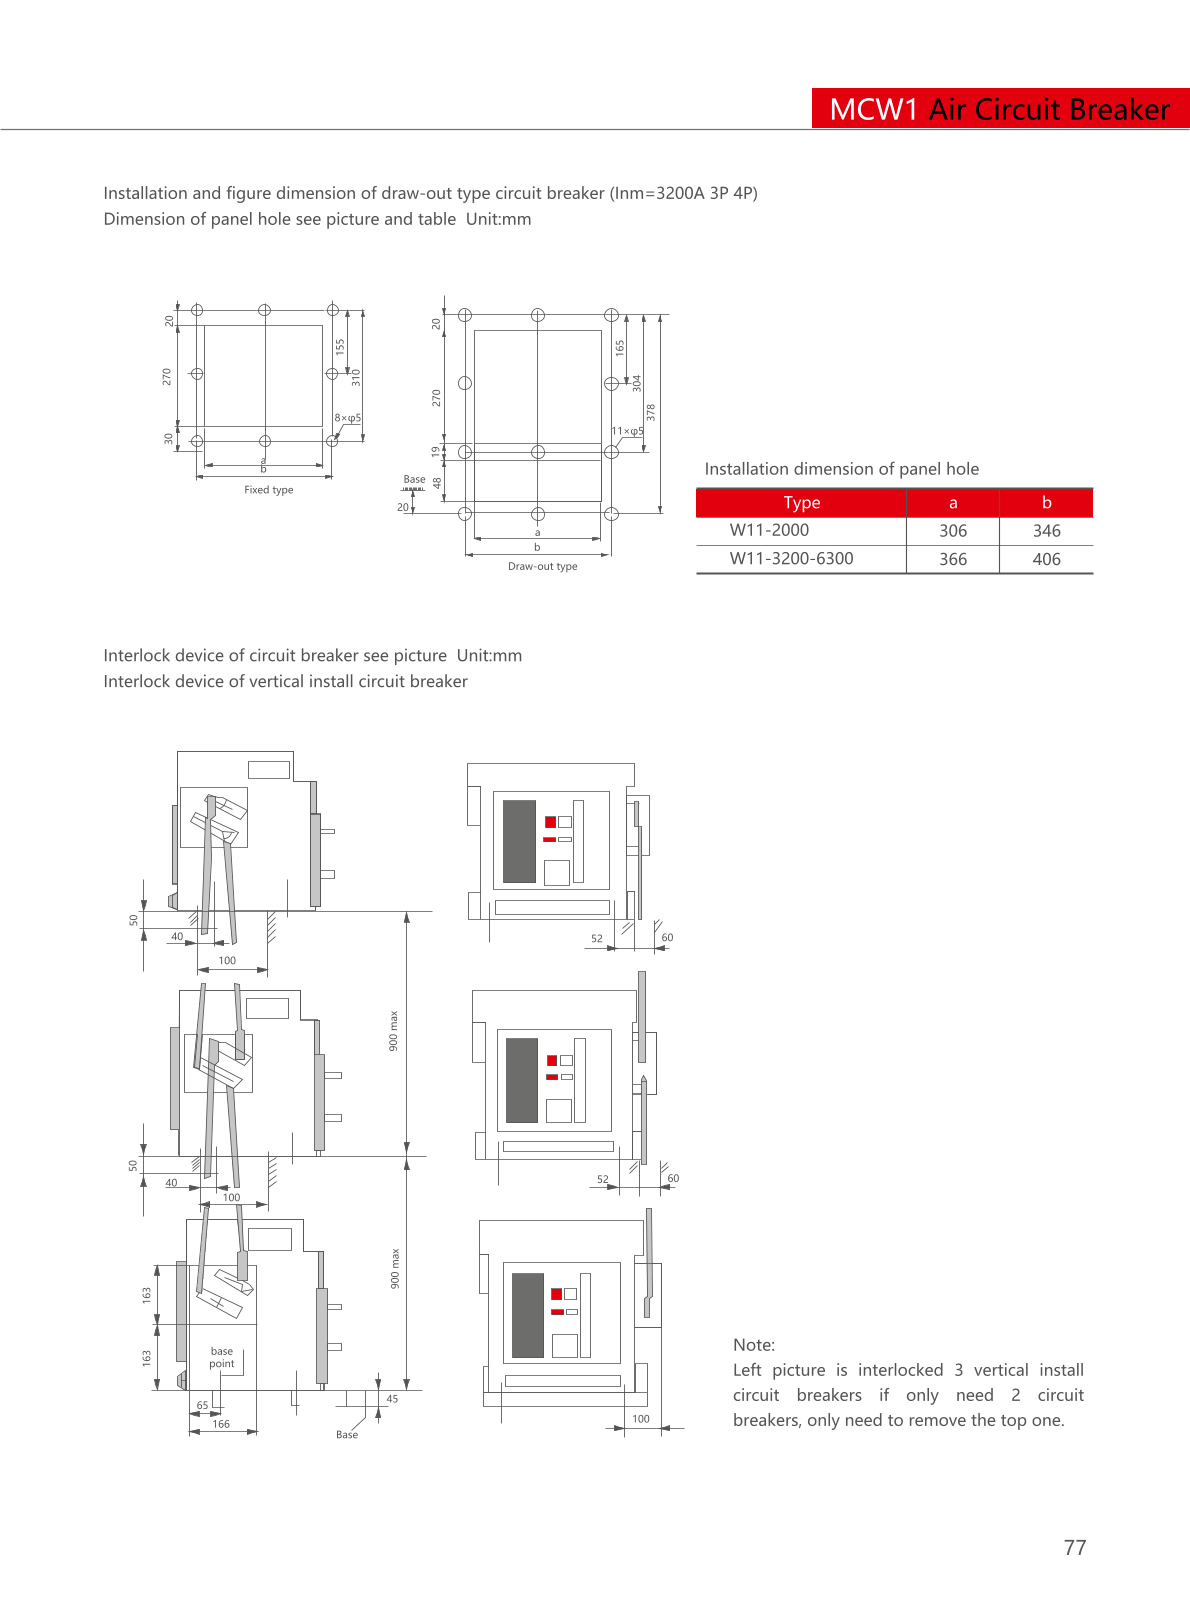 MCW1 Air Circuit Breaker
Installation and figure dimension of draw-out type circuit breaker (Inm=3200A 3P 4P)
Dimension of panel hole see picture and table  Unit:mm
20
270
30
155
310
8×φ5
a
b
Fixed type
20
270
19
48
165
304
378
11×φ5
Base
20
a
b
Draw-out type
Installation dimension of panel hole
Type a b
W11-2000 306 346
W11-3200-6300 366 406
Interlock device of circuit breaker see picture  Unit:mm
Interlock device of vertical install circuit breaker
50
40
100
52 60
900 max
50
40
100
52 60
900 max
163
163
base
point
65
166
45
Base
100
Note:
Left picture is interlocked 3 vertical install
circuit breakers if only need 2 circuit
breakers, only need to remove the top one.
77